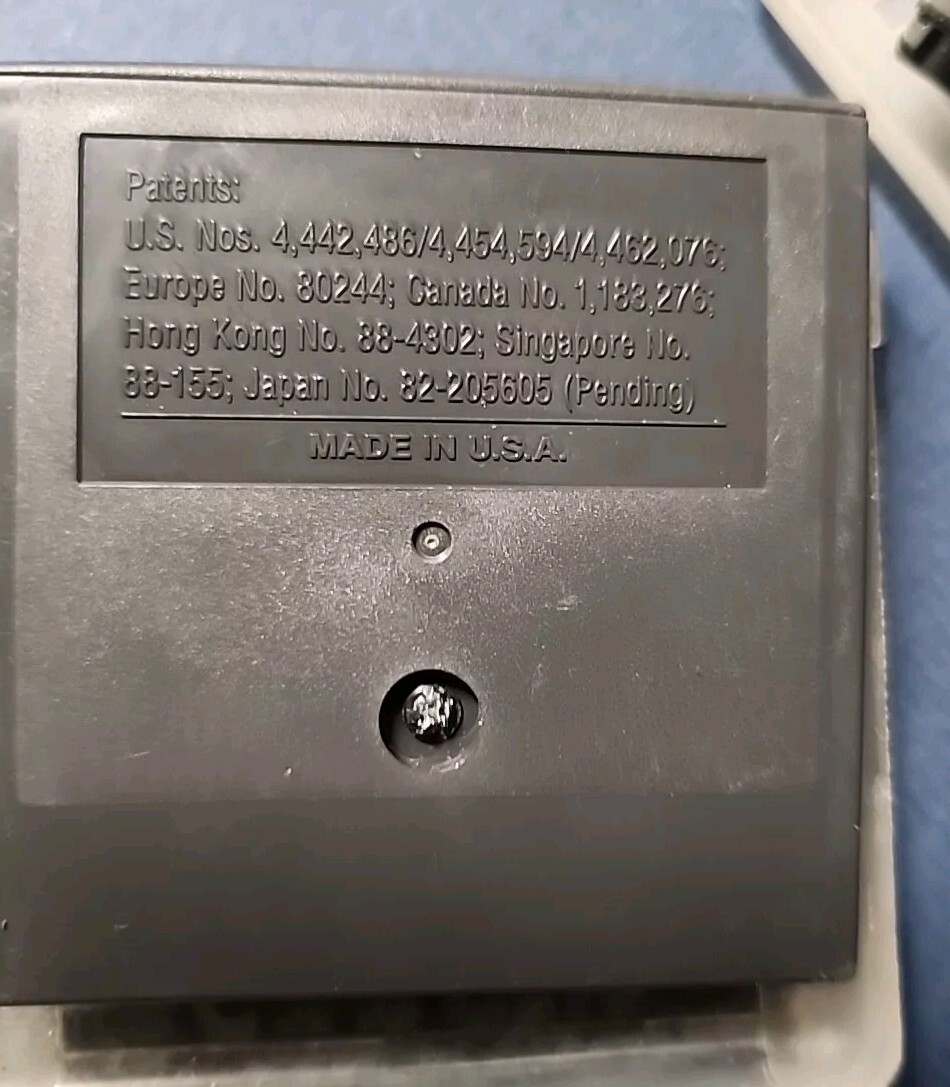 Patents:
U.S. Nos. 4,442,486/4,454,594/4,462,076;
Europe No. 80244; Canada No. 1,183,276;
Hong Kong No. 88-4302; Singapore No.
88-155; Japan No. 82-205605 (Pending)
MADE IN U.S.A.